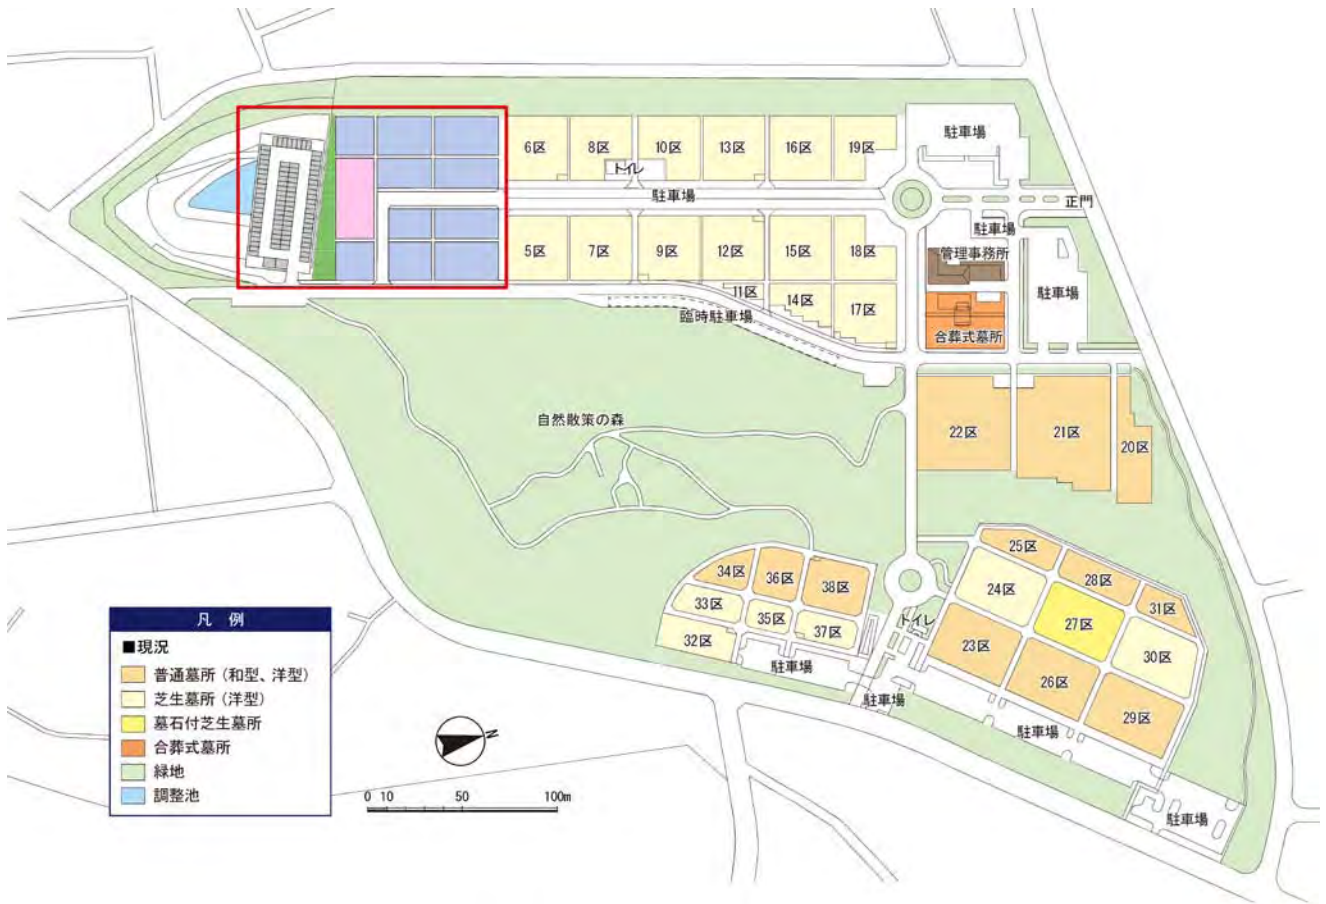 駐車場
6区
8区
10区
13区
16区
19区
トイレ
駐車場
正門
駐車場
5区
7区
9区
12区
15区
18区
管理事務所
11区
14区
17区
駐車場
臨時駐車場
合葬式墓所
自然散策の森
22区
21区
20区
25区
34区
36区
38区
24区
28区
31区
33区
35区
37区
トイレ
27区
32区
23区
30区
駐車場
26区
駐車場
29区
駐車場
駐車場
凡 例
■現況
普通墓所（和型、洋型）
芝生墓所（洋型）
墓石付芝生墓所
合葬式墓所
緑地
調整池
N
0 10 50 100m